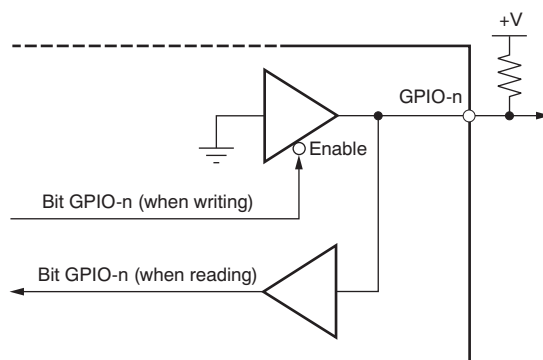 +V
GPIO-n
Enable
Bit GPIO-n (when writing)
Bit GPIO-n (when reading)